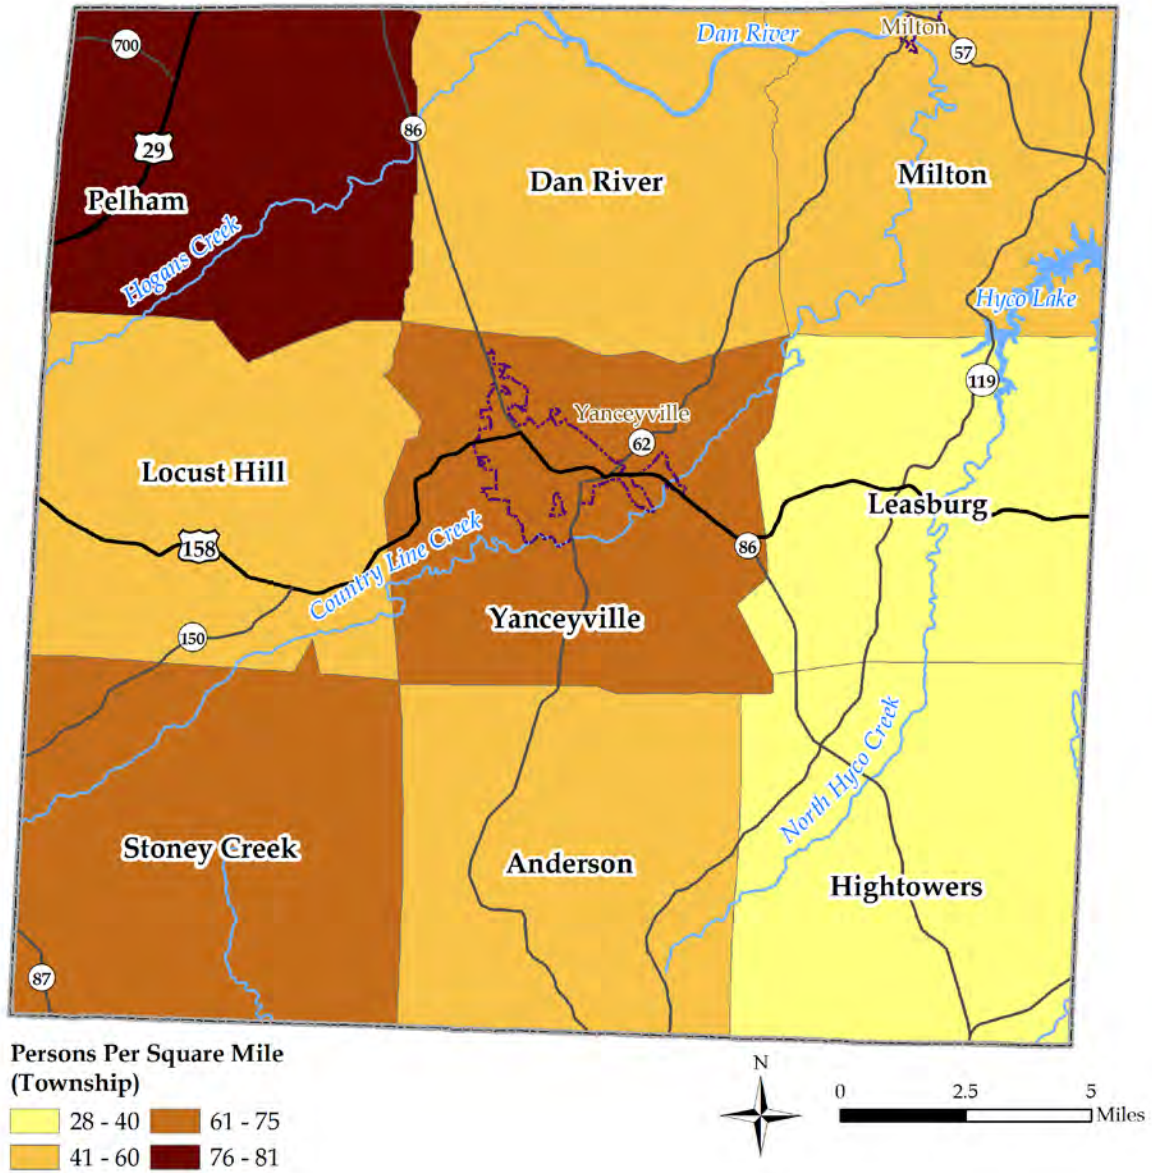 Milton
Dan River
57
700
86
29
Dan River
Milton
Pelham
Hogans Creek
Hyco Lake
119
Yanceyville
62
Locust Hill
Leasburg
158
Country Line Creek
86
Yanceyville
150
North Hyco Creek
Stoney Creek
Anderson
Hightowers
87
Persons Per Square Mile
(Township)
28 - 40
61 - 75
41 - 60
76 - 81
N
0
2.5
5
Miles